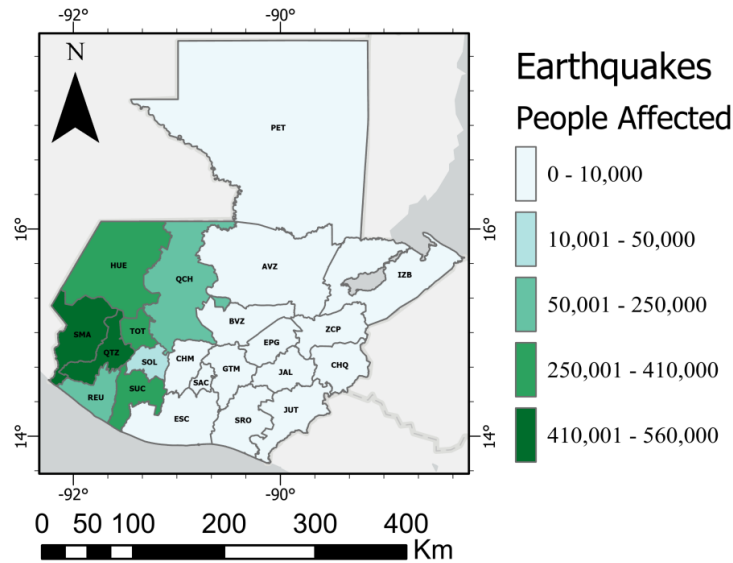 -92° -90°
N
PET
16° 16°
HUE
QCH
AVZ
IZB
SMA
TOT
BVZ
ZCP
QTZ
EPG
SOL
CHM
GTM
JAL
CHQ
SAC
REU
SUC
ESC
SRO
JUT
14° 14°
-92° -90°
0 50 100 200 300 400
Km
Earthquakes
People Affected
0 - 10,000
10,001 - 50,000
50,001 - 250,000
250,001 - 410,000
410,001 - 560,000